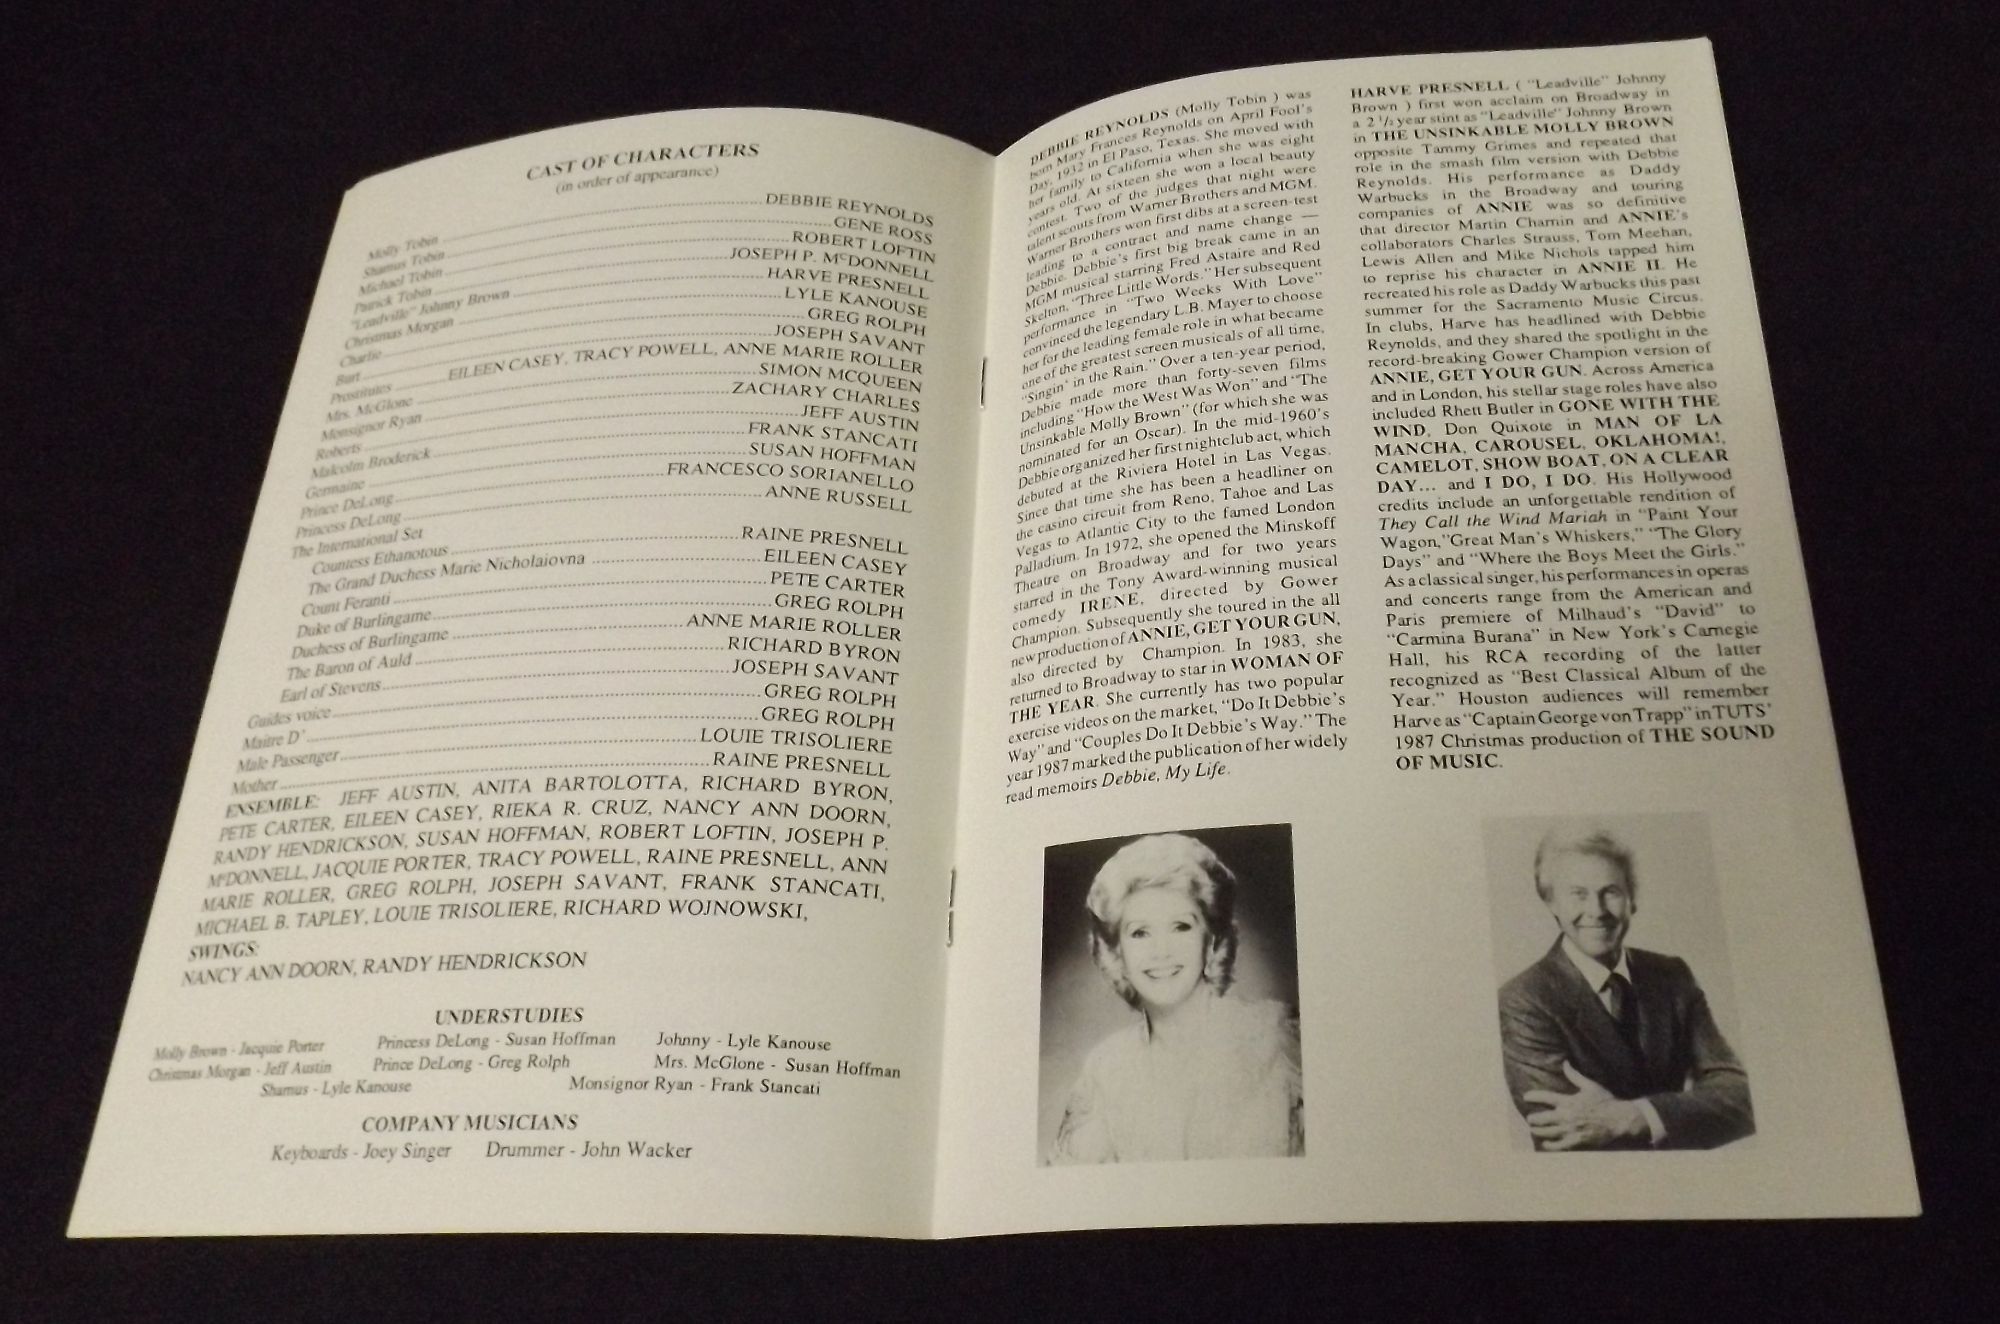 CAST OF CHARACTERS
(in order of appearance)
Molly Tobin ........ DEBBIE REYNOLDS
Shamus Tobin ........ GENE ROSS
Michael Tobin ........ ROBERT LOFTIN
Patrick Tobin ........ JOSEPH P. McDONNELL
"Leadville" Johnny Brown ........ HARVE PRESNELL
Christmas Morgan ........ LYLE KANOUSE
Charlie ........ GREG ROLPH
Burt ........ JOSEPH SAVANT
Prostitutes ........ EILEEN CASEY, TRACY POWELL, ANNE MARIE ROLLER
Mrs. McGlone ........ SIMON MCQUEEN
Monsignor Ryan ........ ZACHARY CHARLES
Roberts ........ JEFF AUSTIN
Malcolm Broderick ........ FRANK STANCATI
Germaine ........ SUSAN HOFFMAN
Prince DeLong ........ FRANCESCO SORIANELLO
Princess DeLong ........ ANNE RUSSELL
The International Set
Countess Ethanotous ........ RAINE PRESNELL
The Grand Duchess Marie Nicholaiovna ........ EILEEN CASEY
Count Feranti ........ PETE CARTER
Duke of Burlingame ........ GREG ROLPH
Duchess of Burlingame ........ ANNE MARIE ROLLER
The Baron of Auld ........ RICHARD BYRON
Earl of Stevens ........ JOSEPH SAVANT
Guides voice ........ GREG ROLPH
Maitre D' ........ GREG ROLPH
Male Passenger ........ LOUIE TRISOLIERE
Mother ........ RAINE PRESNELL
ENSEMBLE: JEFF AUSTIN, ANITA BARTOLOTTA, RICHARD BYRON,
PETE CARTER, EILEEN CASEY, RIEKA R. CRUZ, NANCY ANN DOORN,
RANDY HENDRICKSON, SUSAN HOFFMAN, ROBERT LOFTIN, JOSEPH P.
McDONNELL, JACQUIE PORTER, TRACY POWELL, RAINE PRESNELL, ANN
MARIE ROLLER, GREG ROLPH, JOSEPH SAVANT, FRANK STANCATI,
MICHAEL B. TAPLEY, LOUIE TRISOLIERE, RICHARD WOJNOWSKI,
SWINGS:
NANCY ANN DOORN, RANDY HENDRICKSON
UNDERSTUDIES
Molly Brown - Jacquie Porter Princess DeLong - Susan Hoffman Johnny - Lyle Kanouse
Christmas Morgan - Jeff Austin Prince DeLong - Greg Rolph Mrs. McGlone - Susan Hoffman
Shamus - Lyle Kanouse Monsignor Ryan - Frank Stancati
COMPANY MUSICIANS
Keyboards - Joey Singer Drummer - John Wacker
DEBBIE REYNOLDS (Molly Tobin ) was
born Mary Frances Reynolds on April Fool's
Day, 1932 in El Paso, Texas. She moved with
her family to California when she was eight
years old. At sixteen she won a local beauty
contest. Two of the judges that night were
talent scouts from Warner Brothers and MGM.
Warner Brothers won first dibs at a screen-test
leading to a contract and name change —
Debbie. Debbie's first big break came in an
MGM musical starring Fred Astaire and Red
Skelton, "Three Little Words." Her subsequent
performance in "Two Weeks With Love"
convinced the legendary L.B. Mayer to choose
her for the leading female role in what became
one of the greatest screen musicals of all time,
"Singin' in the Rain." Over a ten-year period,
Debbie made more than forty-seven films
including "How the West Was Won" and "The
Unsinkable Molly Brown" (for which she was
nominated for an Oscar). In the mid-1960's
Debbie organized her first nightclub act, which
debuted at the Riviera Hotel in Las Vegas.
Since that time she has been a headliner on
the casino circuit from Reno, Tahoe and Las
Vegas to Atlantic City to the famed London
Palladium. In 1972, she opened the Minskoff
Theatre on Broadway and for two years
starred in the Tony Award-winning musical
comedy IRENE, directed by Gower
Champion. Subsequently she toured in the all
new production of ANNIE, GET YOUR GUN,
also directed by Champion. In 1983, she
returned to Broadway to star in WOMAN OF
THE YEAR. She currently has two popular
exercise videos on the market, "Do It Debbie's
Way" and "Couples Do It Debbie's Way." The
year 1987 marked the publication of her widely
read memoirs Debbie, My Life.
HARVE PRESNELL ( "Leadville" Johnny
Brown ) first won acclaim on Broadway in
a 2 1/2 year stint as "Leadville" Johnny Brown
in THE UNSINKABLE MOLLY BROWN
opposite Tammy Grimes and repeated that
role in the smash film version with Debbie
Reynolds. His performance as Daddy
Warbucks in the Broadway and touring
companies of ANNIE was so definitive
that director Martin Charnin and ANNIE's
collaborators Charles Strauss, Tom Meehan,
Lewis Allen and Mike Nichols tapped him
to reprise his character in ANNIE II. He
recreated his role as Daddy Warbucks this past
summer for the Sacramento Music Circus.
In clubs, Harve has headlined with Debbie
Reynolds, and they shared the spotlight in the
record-breaking Gower Champion version of
ANNIE, GET YOUR GUN. Across America
and in London, his stellar stage roles have also
included Rhett Butler in GONE WITH THE
WIND, Don Quixote in MAN OF LA
MANCHA, CAROUSEL, OKLAHOMA!,
CAMELOT, SHOW BOAT, ON A CLEAR
DAY... and I DO, I DO. His Hollywood
credits include an unforgettable rendition of
They Call the Wind Mariah in "Paint Your
Wagon,"Great Man's Whiskers," "The Glory
Days" and "Where the Boys Meet the Girls."
As a classical singer, his performances in operas
and concerts range from the American and
Paris premiere of Milhaud's "David" to
"Carmina Burana" in New York's Carnegie
Hall, his RCA recording of the latter
recognized as "Best Classical Album of the
Year." Houston audiences will remember
Harve as "Captain George von Trapp" in TUTS'
1987 Christmas production of THE SOUND
OF MUSIC.